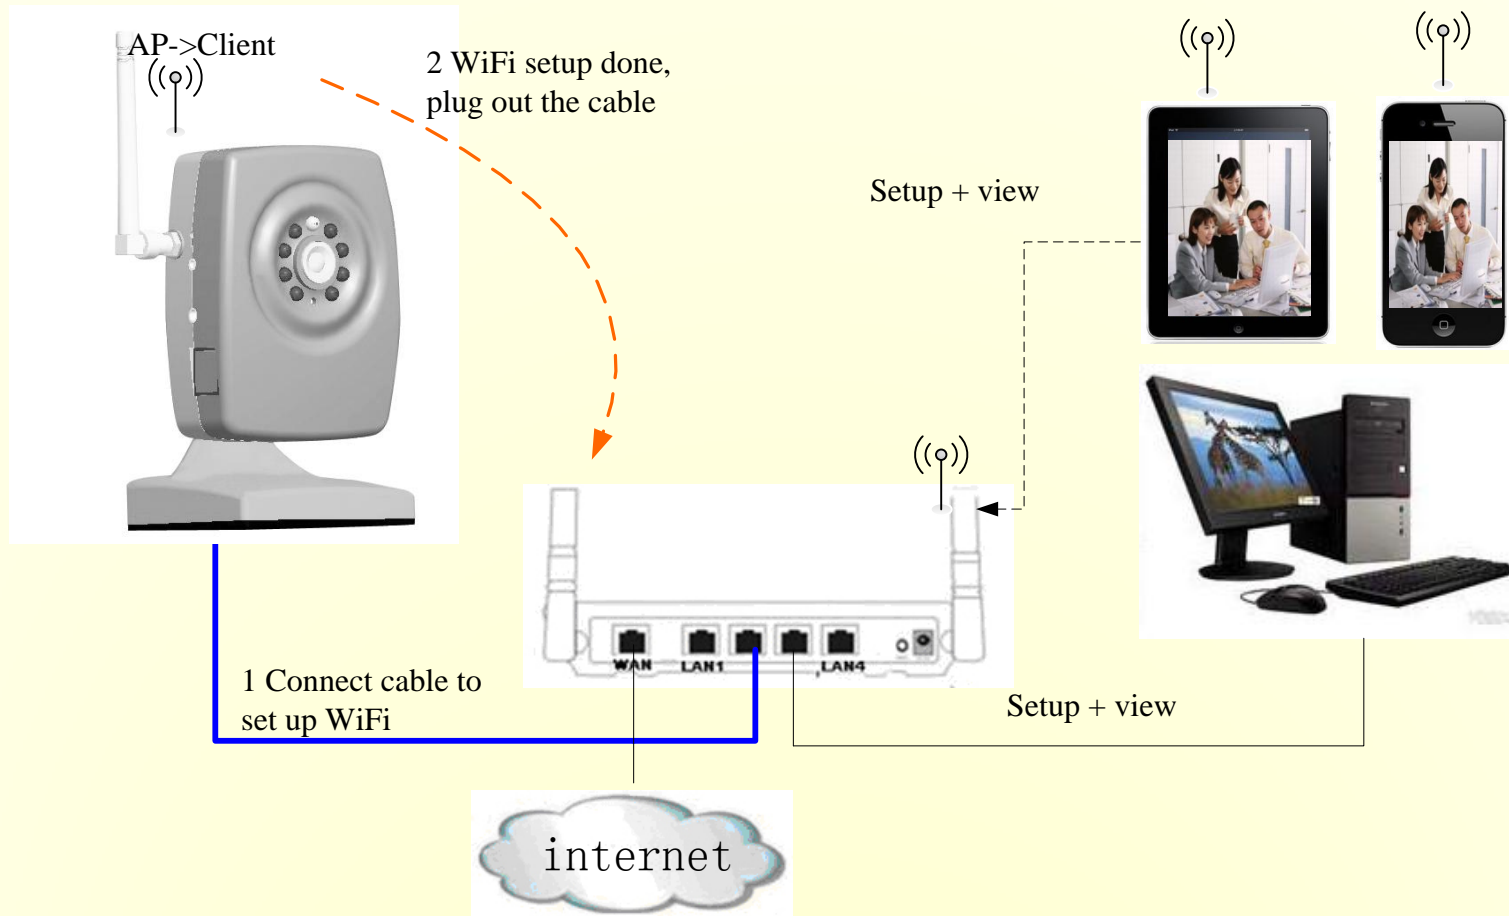 AP->Client
2 WiFi setup done,
plug out the cable
Setup + view
WAN
LAN1
LAN4
1 Connect cable to
set up WiFi
Setup + view
internet